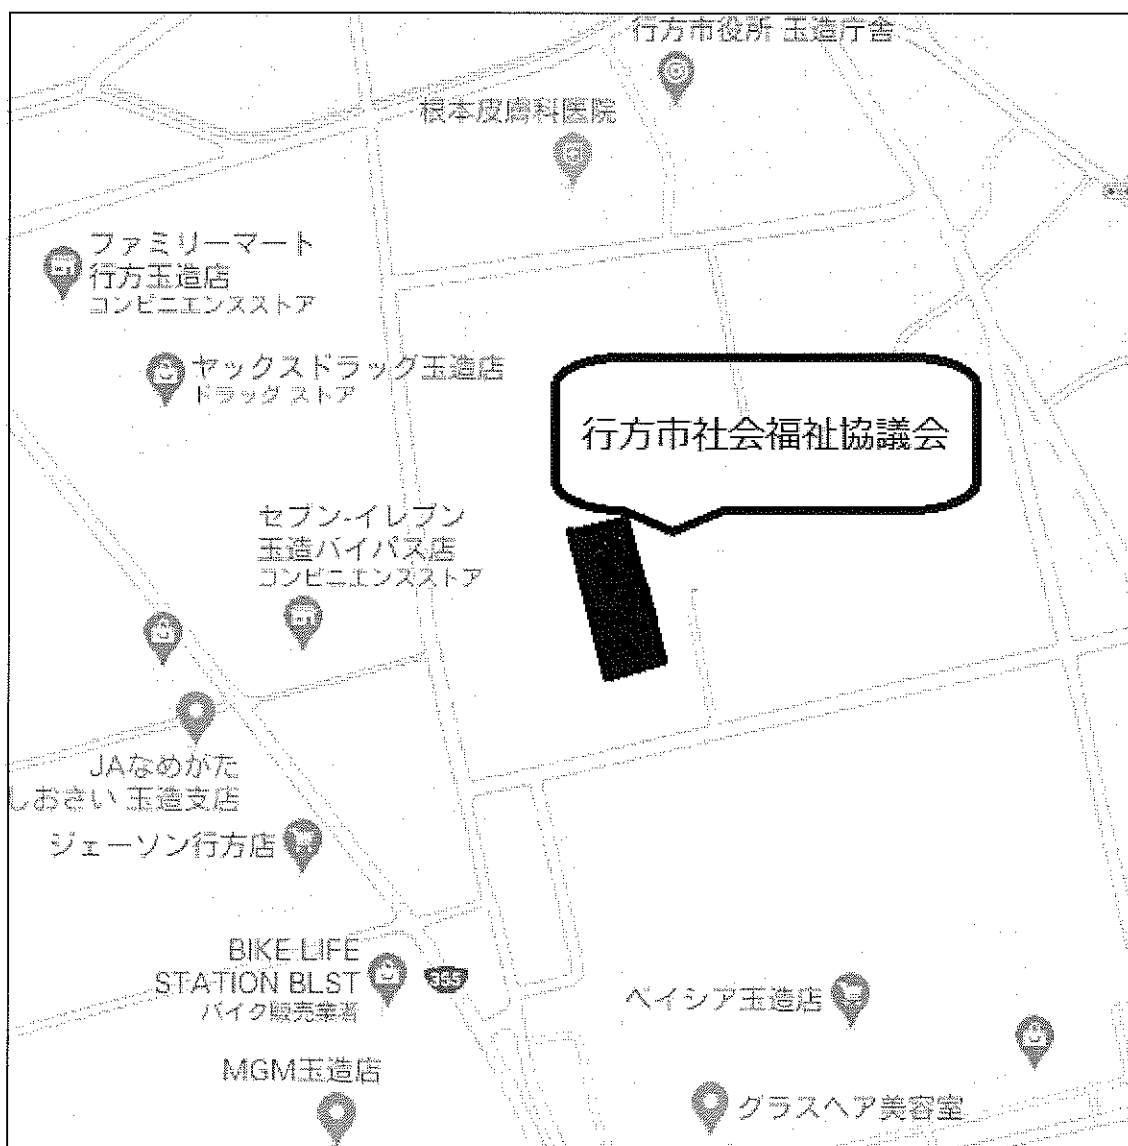 行方市役所 玉造庁舎
根本皮膚科医院
ファミリーマート
行方玉造店
コンビニエンスストア
ヤックスドラッグ玉造店
ドラッグ ストア
行方市社会福祉協議会
セブン-イレブン
玉造バイパス店
コンビニエンスストア
JAなめがた
しおさい 玉造支店
ジェーソン行方店
BIKE LIFE
STATION BLST
バイク販売業者
355
ベイシア玉造店
MGM玉造店
グラスヘア美容室